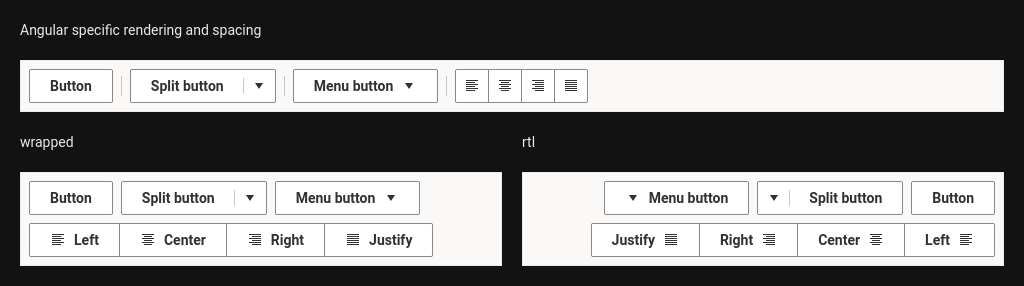 Angular specific rendering and spacing
Button Split button Menu button
wrapped
Button Split button Menu button
Left Center Right Justify
rtl
Menu button Split button Button
Justify Right Center Left